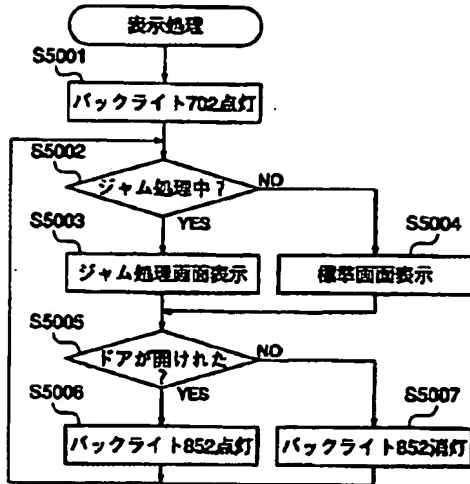 表示処理
S5001
バックライト702点灯
S5002
ジャム処理中？
NO
YES
S5003
S5004
ジャム処理画面表示
標準画面表示
S5005
ドアが開けれた
？
NO
YES
S5006
S5007
バックライト852点灯
バックライト852消灯